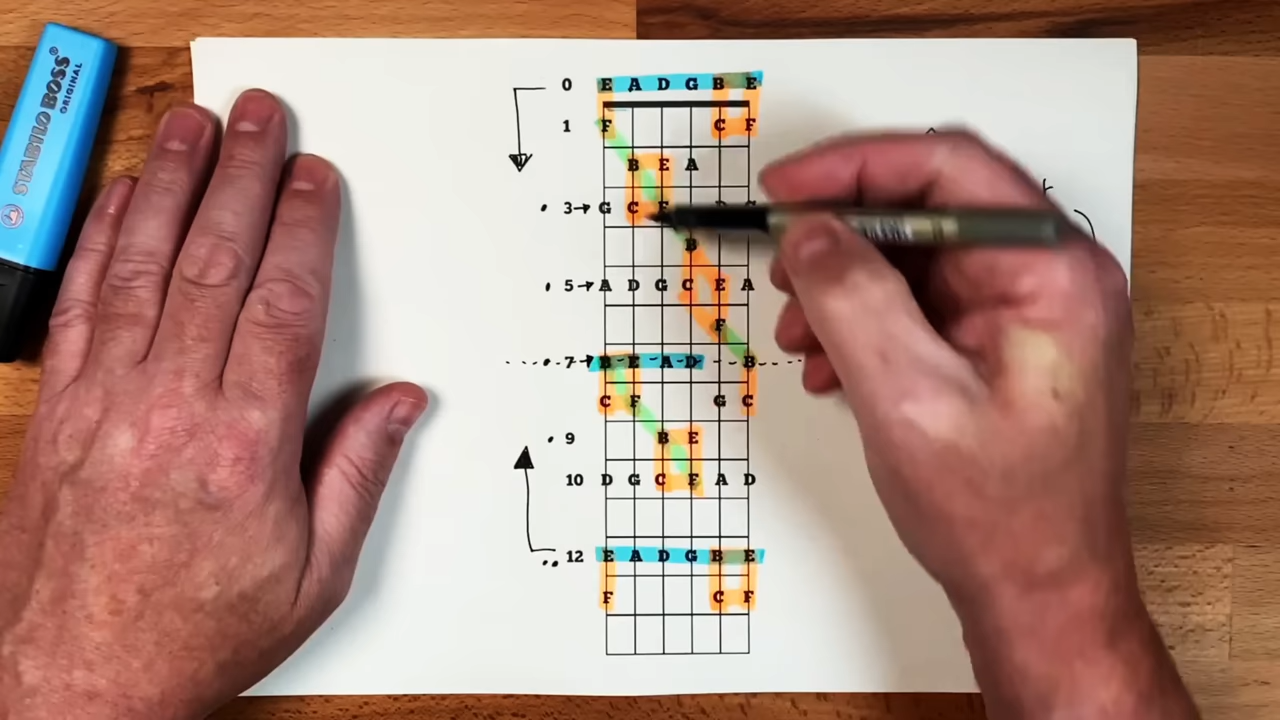 STABILO BOSS®
ORIGINAL
0 E A D G B E
1 F C F
B E A
3 G C F D G
B
5 A D G C E A
F
7 B E A D B
C F G C
9 B E
10 D G C F A D
12 E A D G B E
F C F